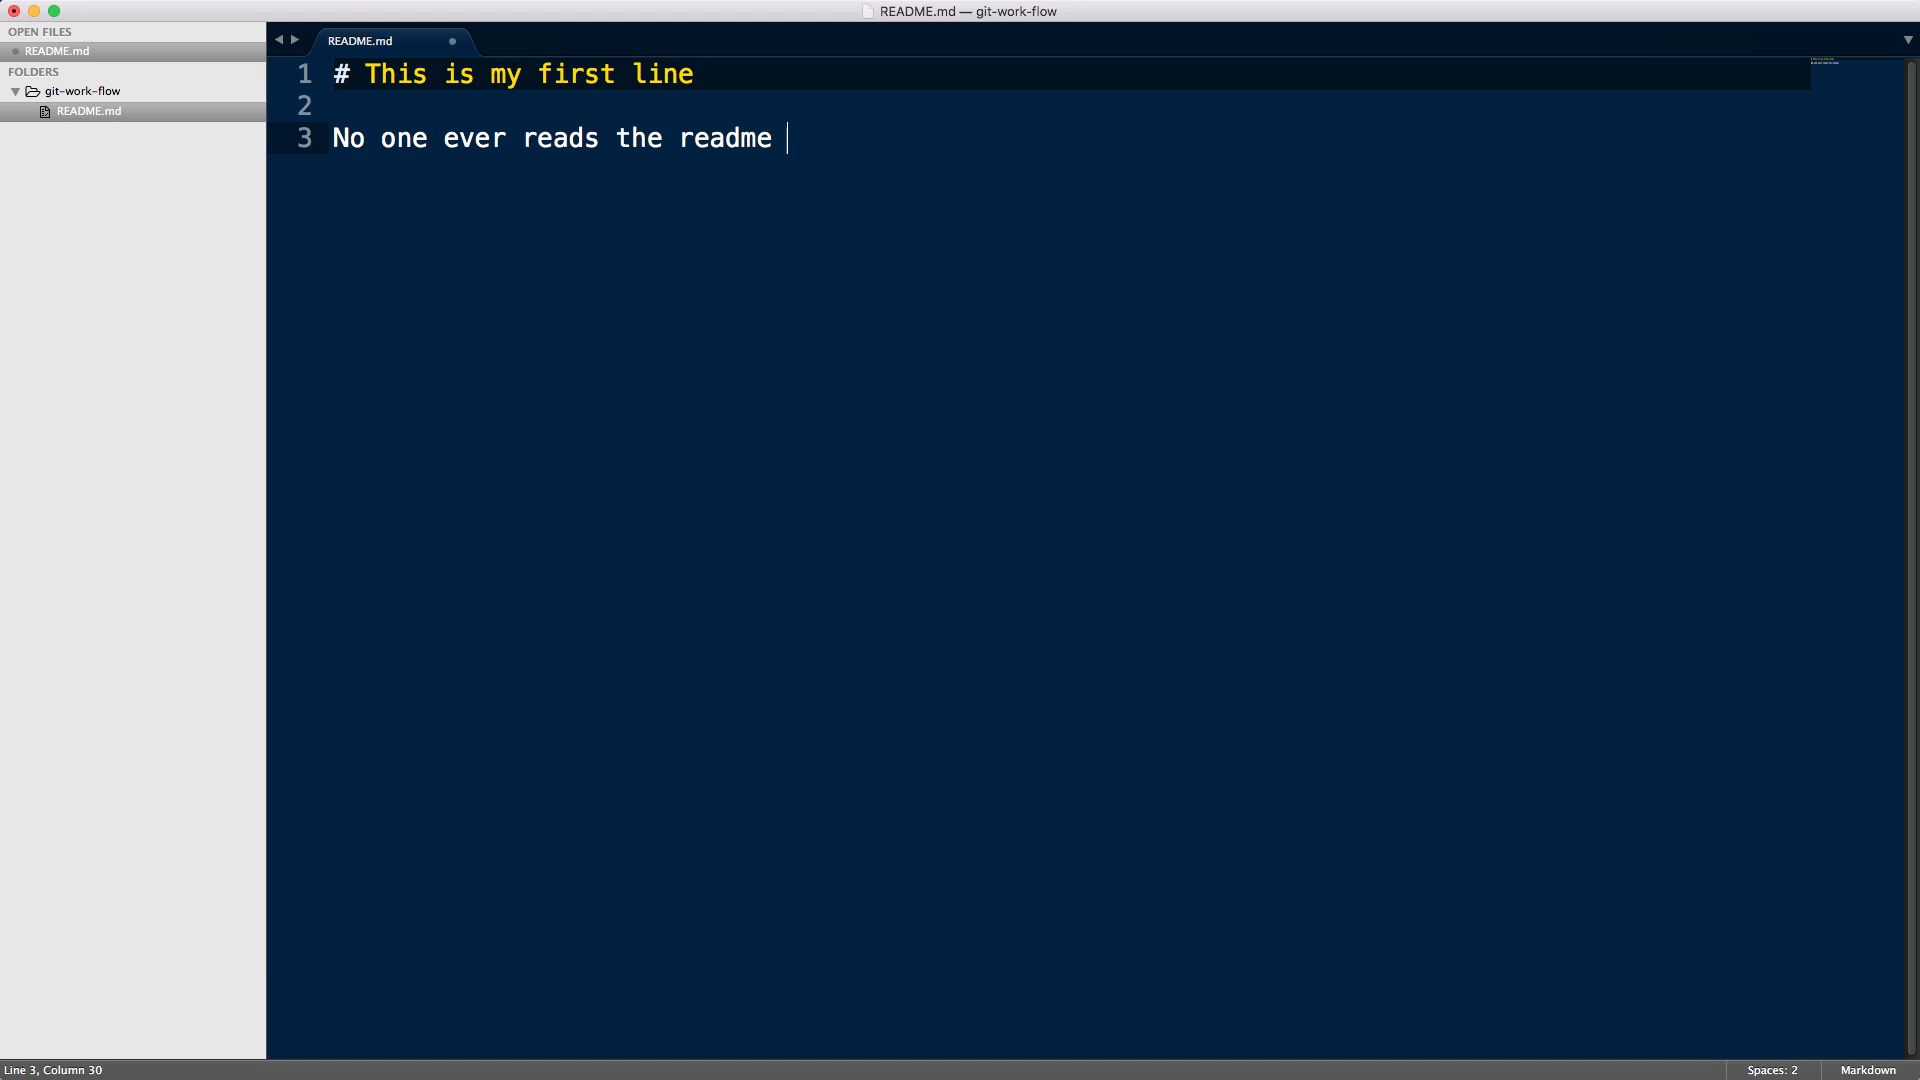 README.md — git-work-flow
OPEN FILES
README.md
FOLDERS
git-work-flow
README.md
README.md
1 # This is my first line
2
3 No one ever reads the readme
Line 3, Column 30
Spaces: 2
Markdown